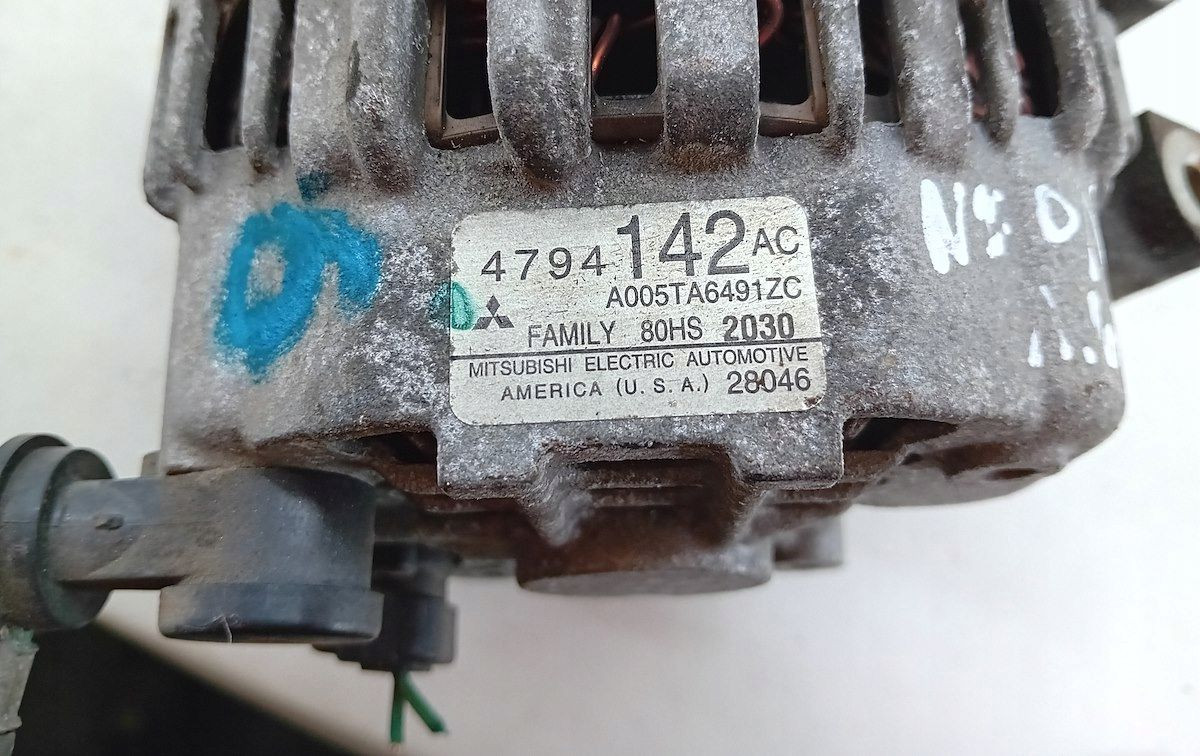 4794142AC
A005TA6491ZC
FAMILY 80HS 2030
MITSUBISHI ELECTRIC AUTOMOTIVE
AMERICA (U. S. A.) 28046